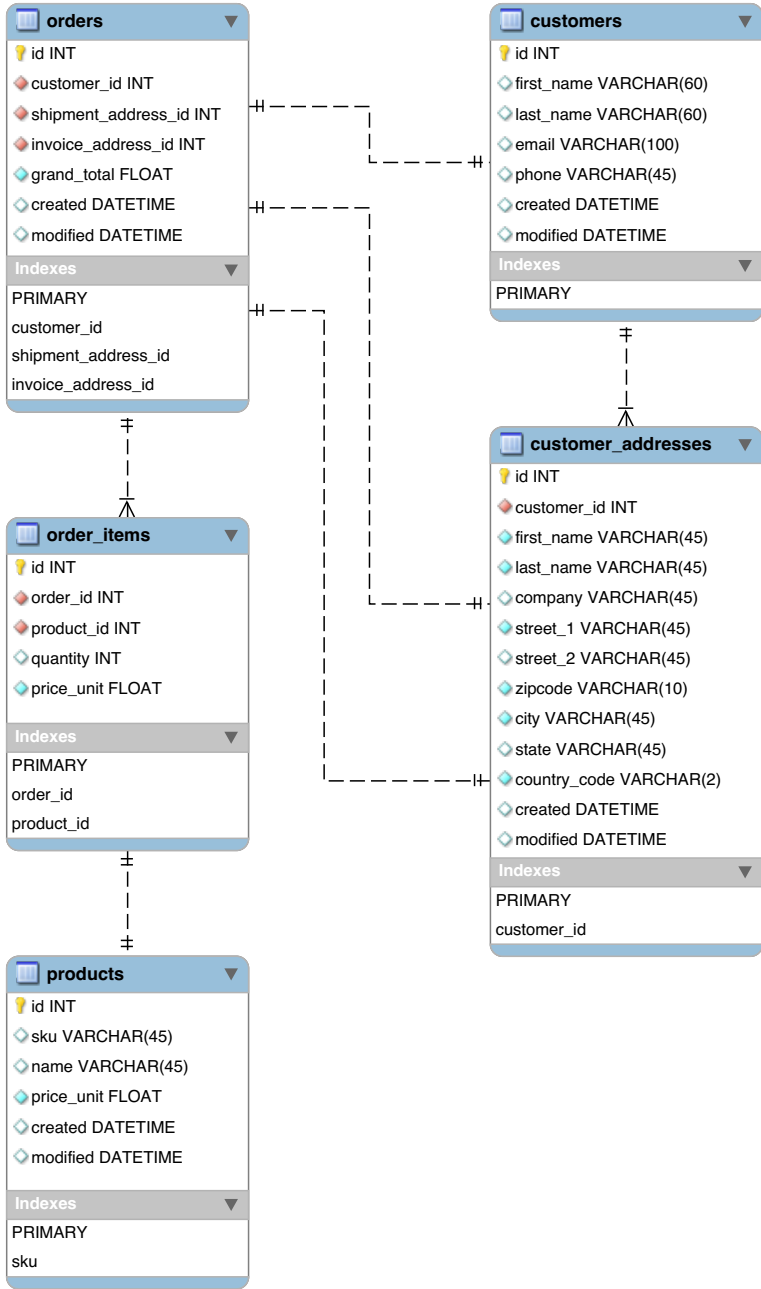 orders
id INT
customer_id INT
shipment_address_id INT
invoice_address_id INT
grand_total FLOAT
created DATETIME
modified DATETIME
Indexes
PRIMARY
customer_id
shipment_address_id
invoice_address_id
customers
id INT
first_name VARCHAR(60)
last_name VARCHAR(60)
email VARCHAR(100)
phone VARCHAR(45)
created DATETIME
modified DATETIME
Indexes
PRIMARY
order_items
id INT
order_id INT
product_id INT
quantity INT
price_unit FLOAT
Indexes
PRIMARY
order_id
product_id
customer_addresses
id INT
customer_id INT
first_name VARCHAR(45)
last_name VARCHAR(45)
company VARCHAR(45)
street_1 VARCHAR(45)
street_2 VARCHAR(45)
zipcode VARCHAR(10)
city VARCHAR(45)
state VARCHAR(45)
country_code VARCHAR(2)
created DATETIME
modified DATETIME
Indexes
PRIMARY
customer_id
products
id INT
sku VARCHAR(45)
name VARCHAR(45)
price_unit FLOAT
created DATETIME
modified DATETIME
Indexes
PRIMARY
sku